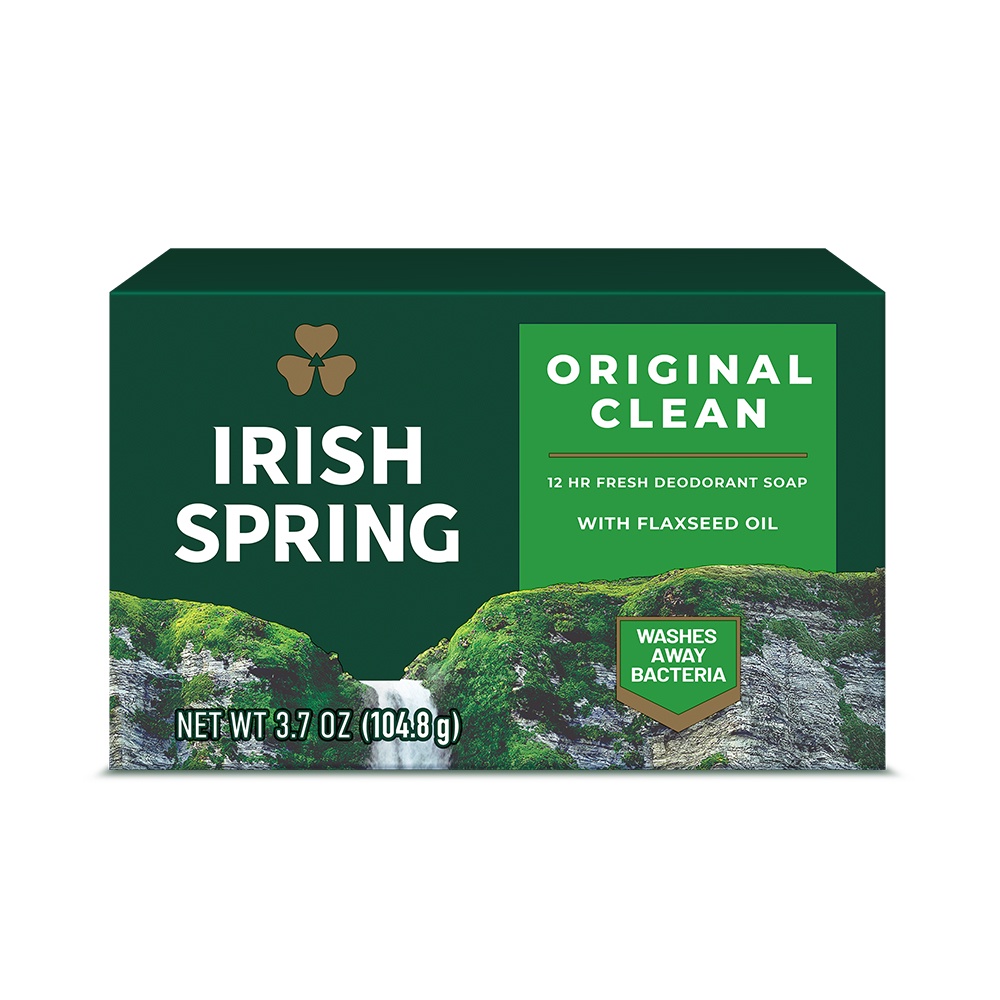 IRISH
SPRING
ORIGINAL
CLEAN
12 HR FRESH DEODORANT SOAP
WITH FLAXSEED OIL
WASHES
AWAY
BACTERIA
NET WT 3.7 OZ (104.8 g)